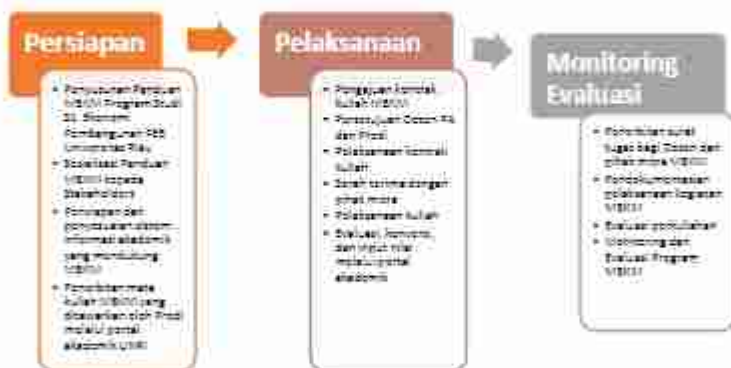 Persiapan
• Penyusunan Panduan
MBKM Program Studi
S1 Ekonomi
Pembangunan FEB
Universitas Riau
• Sosialisasi Panduan
MBKM kepada
Stakeholders
• Persiapan dan
penyesuaian sistem
informasi akademik
yang mendukung
MBKM
• Penerbitan mata
kuliah MBKM yang
ditawarkan oleh Prodi
melalui portal
akademik UNRI
Pelaksanaan
• Pengajuan kontrak
kuliah MBKM
• Persetujuan Dosen PA
dan Prodi
• Pelaksanaan kontrak
kuliah
• Serah terima dengan
pihak mitra
• Pelaksanaan kuliah
• Evaluasi, konversi,
dan input nilai
melalui portal
akademik
Monitoring
Evaluasi
• Penerbitan surat
tugas bagi Dosen dan
pihak mitra MBKM
• Pendokumentasian
pelaksanaan kegiatan
MBKM
• Evaluasi perkuliahan
• Monitoring dan
Evaluasi Program
MBKM